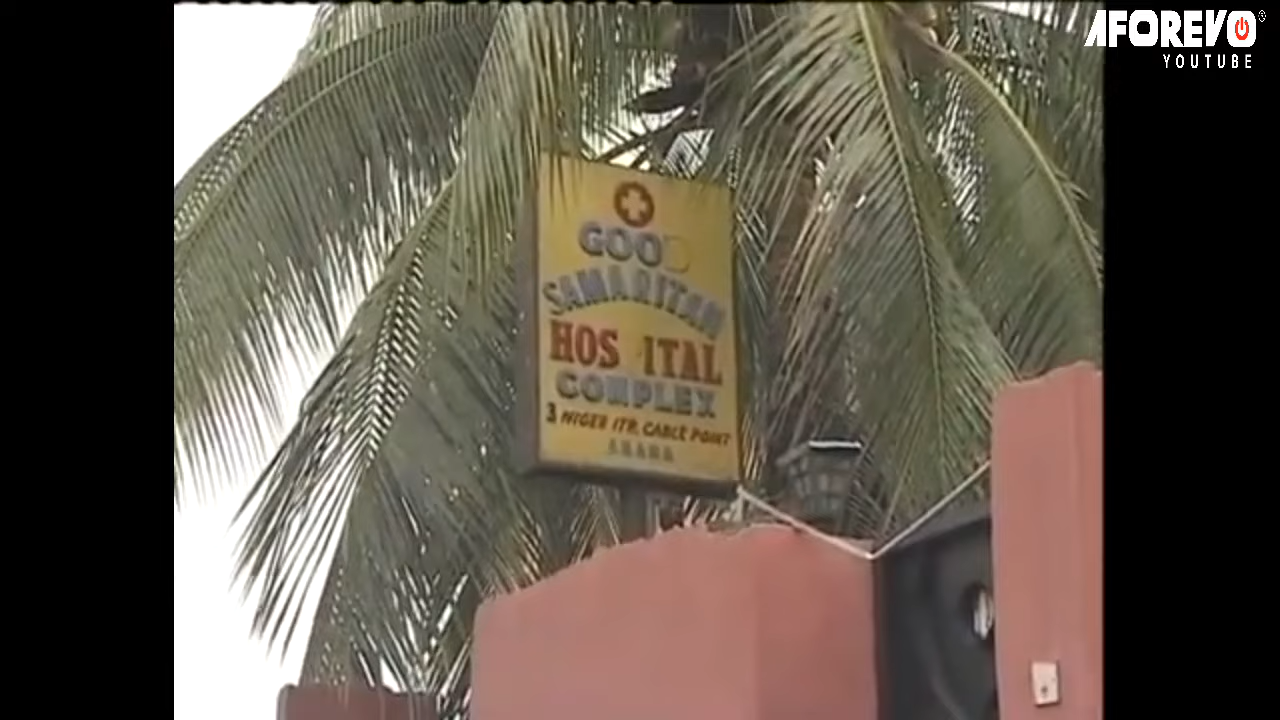 AFOREVO
YOUTUBE
GOOD
SAMARITAN
HOS ITAL
COMPLEX
3 NIGER STR. CABLE POINT